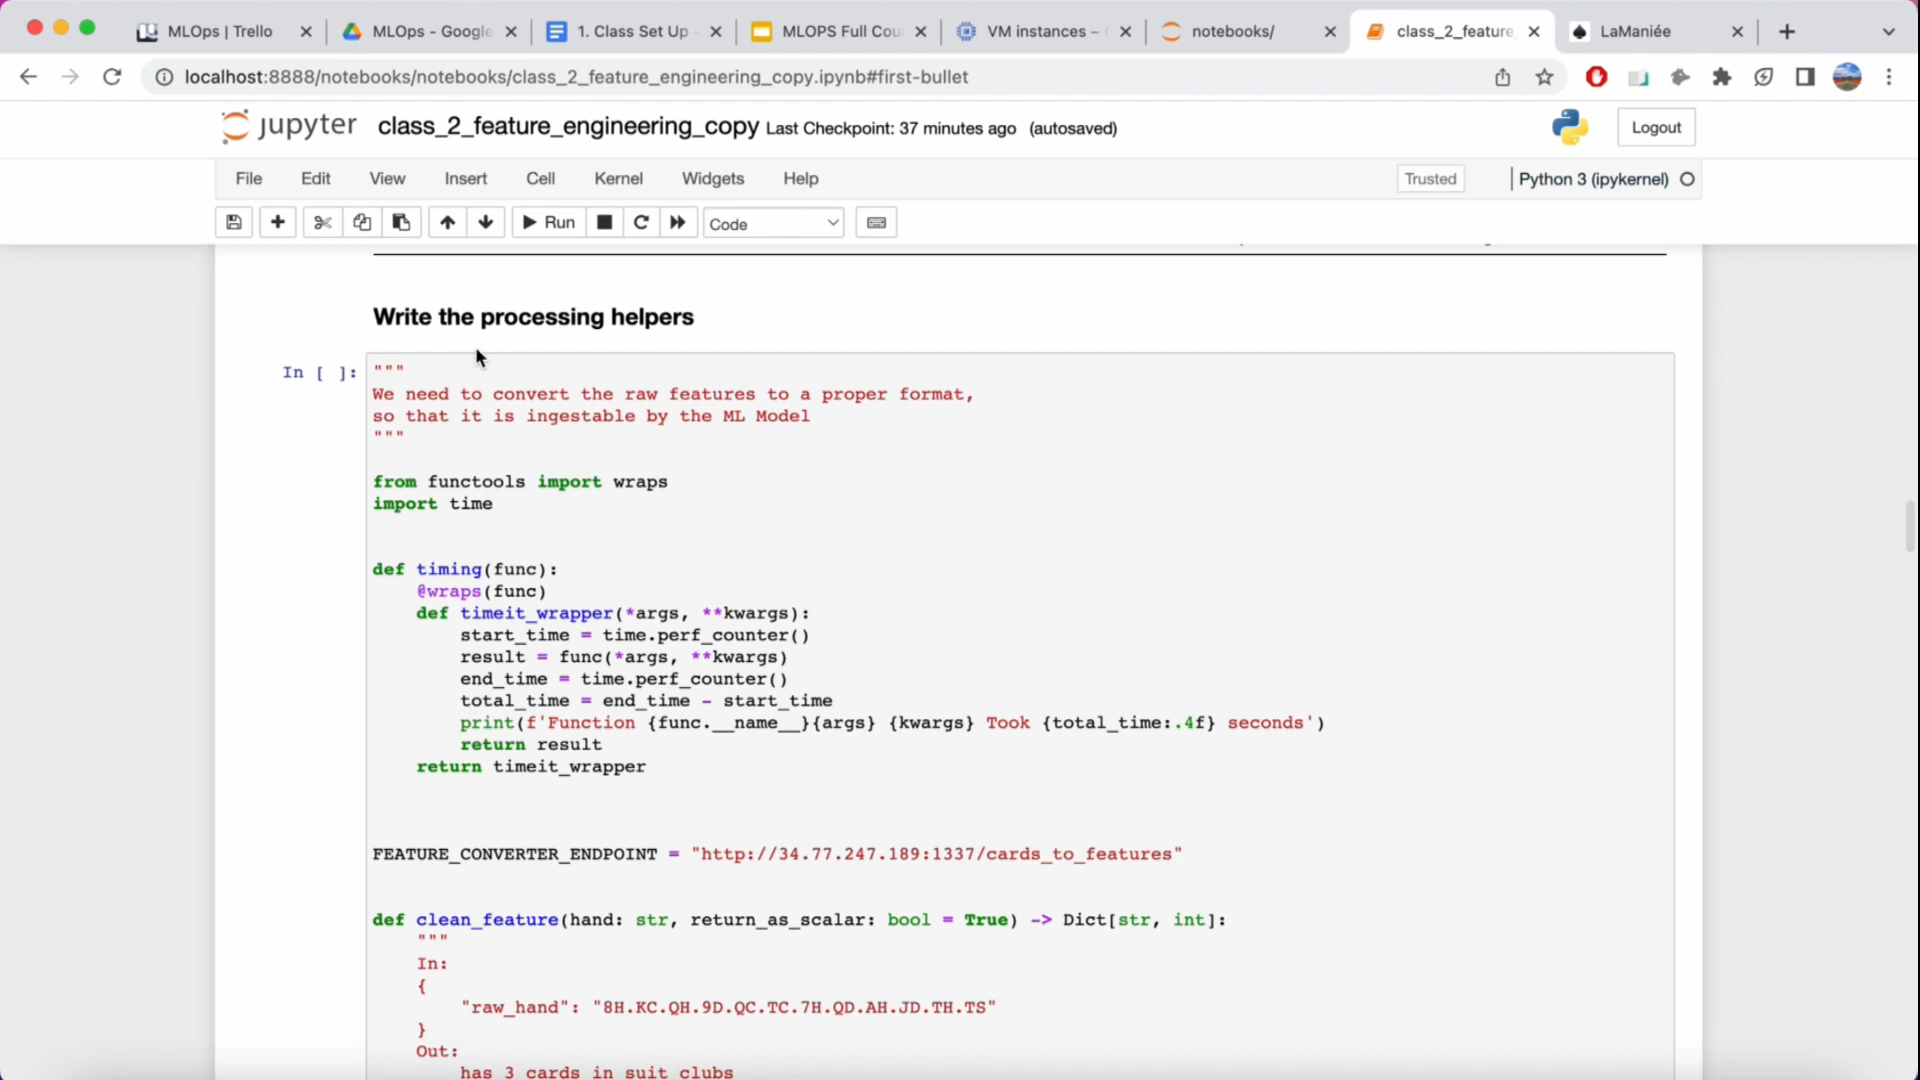 MLOps | Trello
MLOps - Google
1. Class Set Up -
MLOPS Full Cou
VM instances –
notebooks/
class_2_feature_
LaManiée
localhost:8888/notebooks/notebooks/class_2_feature_engineering_copy.ipynb#first-bullet
jupyter class_2_feature_engineering_copy Last Checkpoint: 37 minutes ago (autosaved)
Logout
File Edit View Insert Cell Kernel Widgets Help
Trusted
Python 3 (ipykernel)
Run
Code
Write the processing helpers
In [ ]:
"""
We need to convert the raw features to a proper format,
so that it is ingestable by the ML Model
"""
from functools import wraps
import time
def timing(func):
@wraps(func)
def timeit_wrapper(*args, **kwargs):
start_time = time.perf_counter()
result = func(*args, **kwargs)
end_time = time.perf_counter()
total_time = end_time - start_time
print(f'Function {func.__name__}{args} {kwargs} Took {total_time:.4f} seconds')
return result
return timeit_wrapper
FEATURE_CONVERTER_ENDPOINT = "http://34.77.247.189:1337/cards_to_features"
def clean_feature(hand: str, return_as_scalar: bool = True) -> Dict[str, int]:
"""
In:
{
"raw_hand": "8H.KC.QH.9D.QC.TC.7H.QD.AH.JD.TH.TS"
}
Out:
has 3 cards in suit clubs